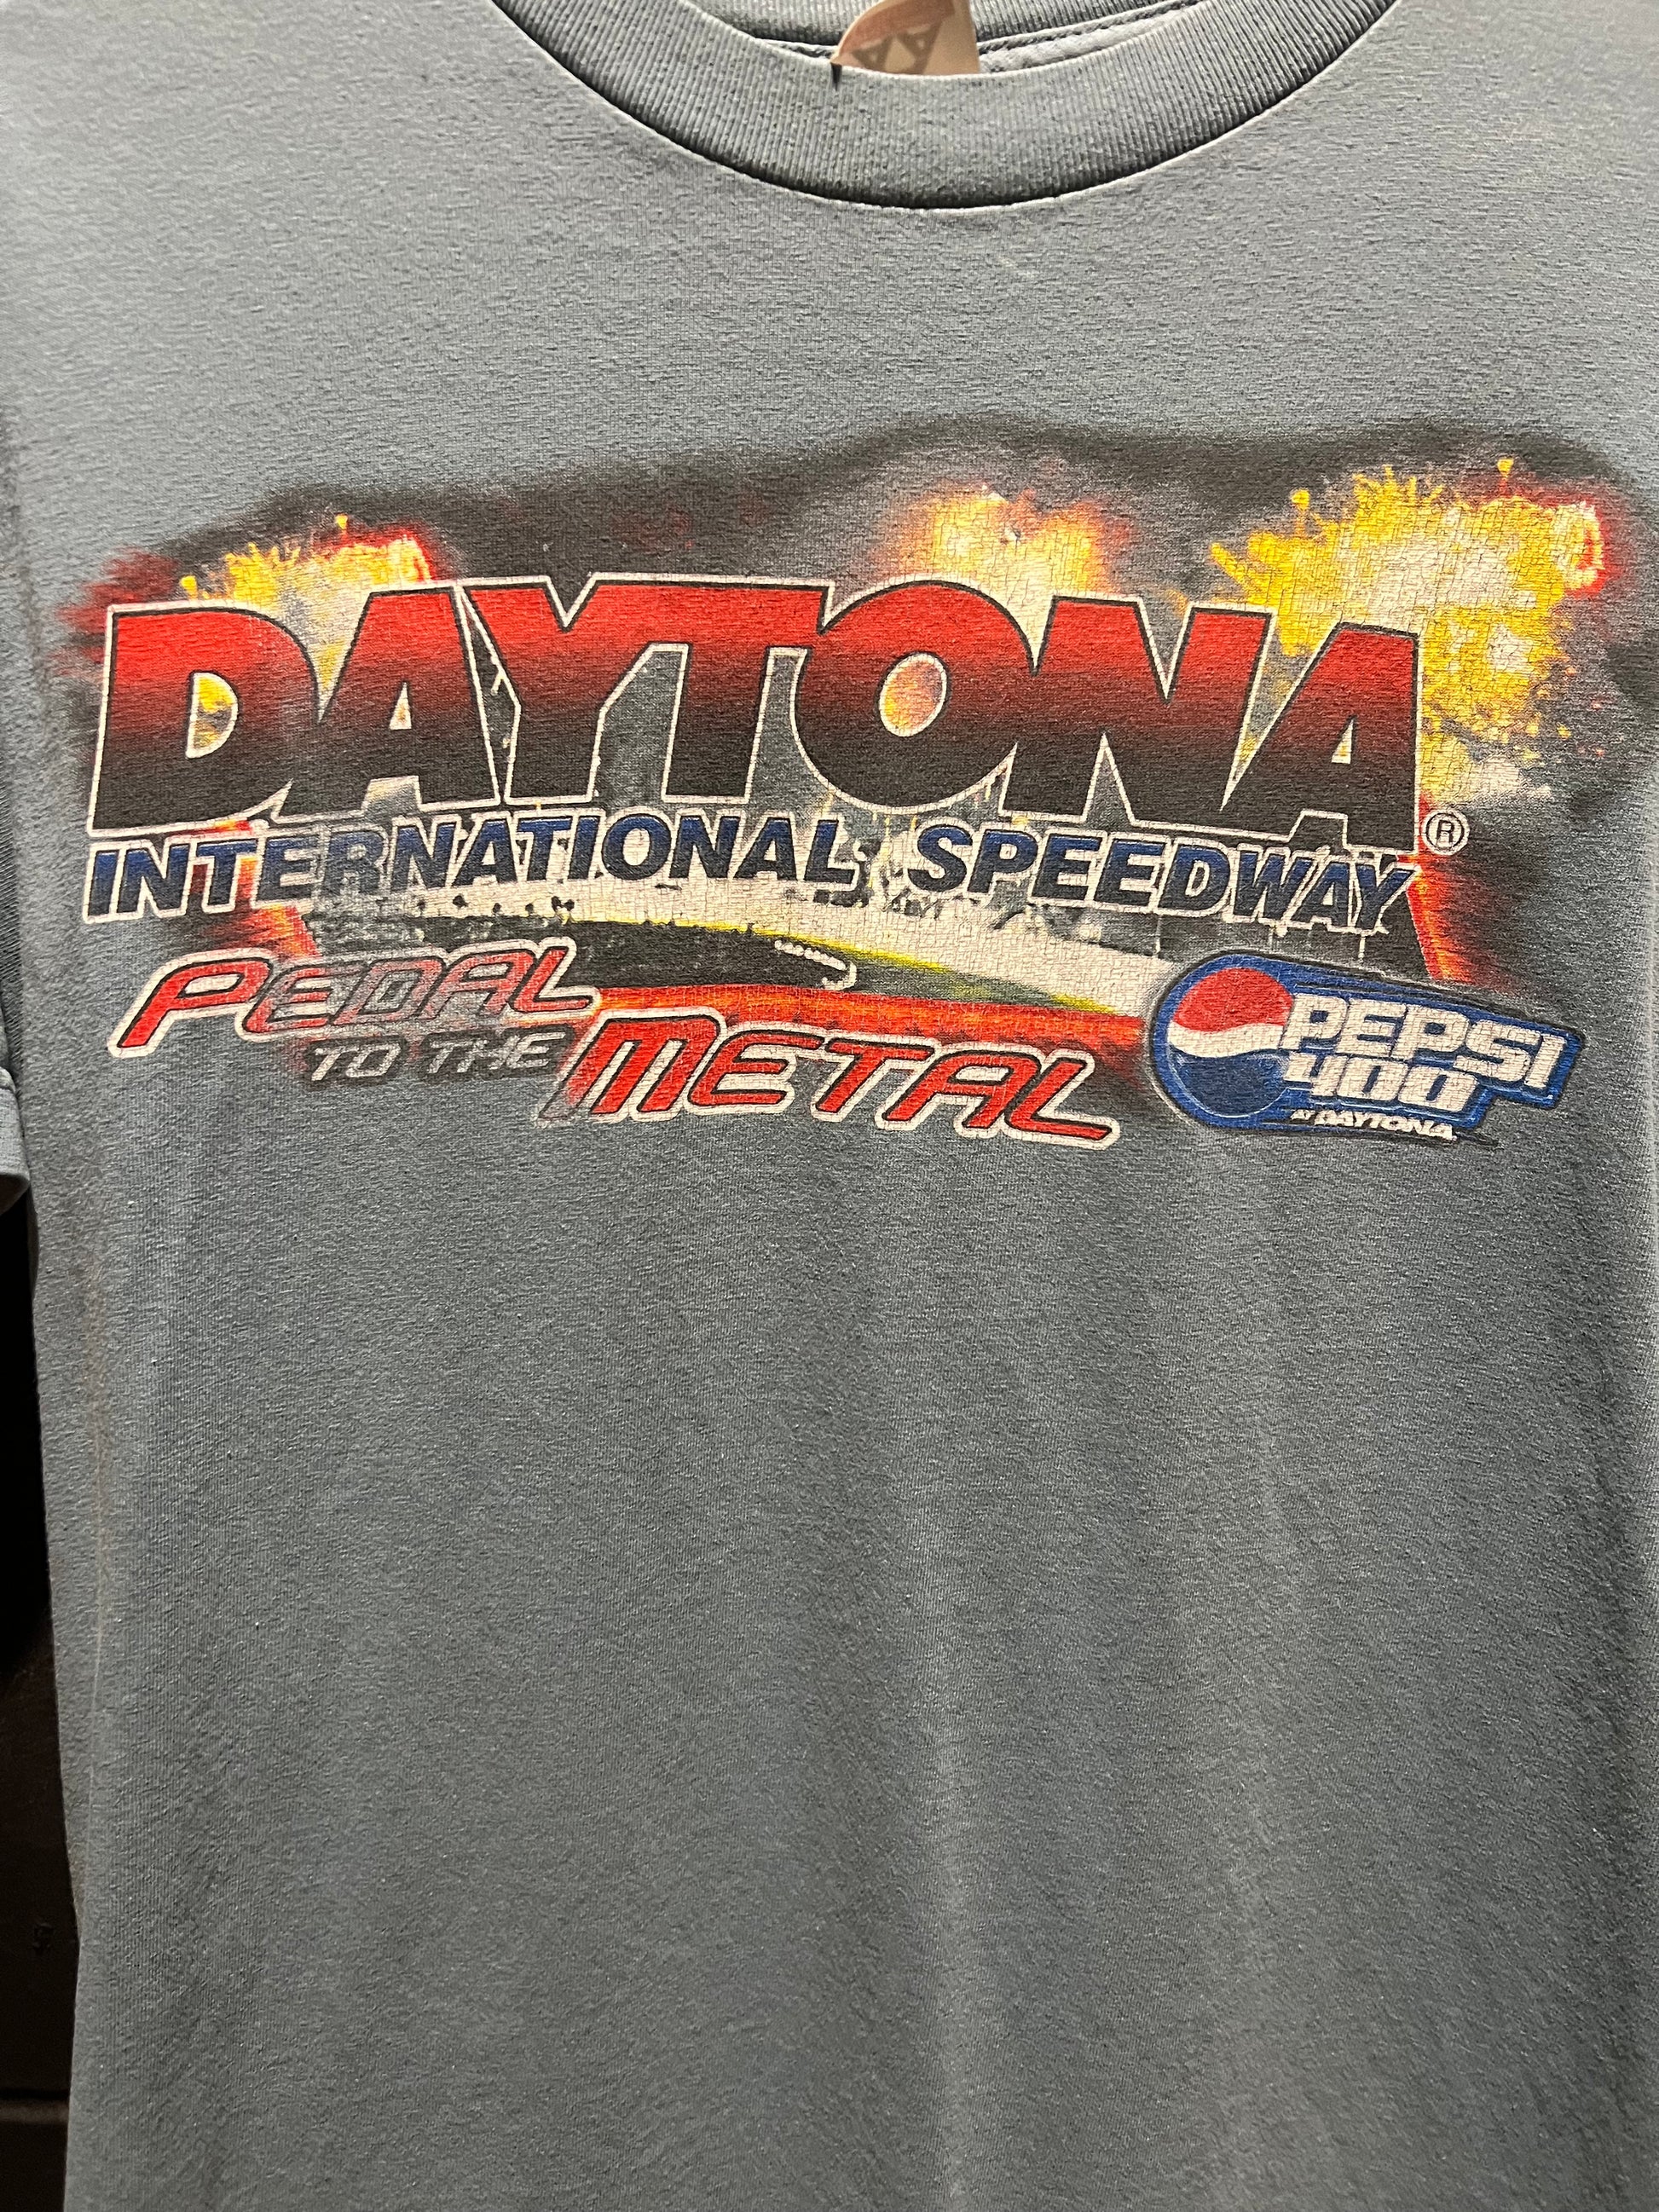 DAYTONA®
INTERNATIONAL SPEEDWAY
PEDAL
TO THE METAL
PEPSI
400
AT DAYTONA